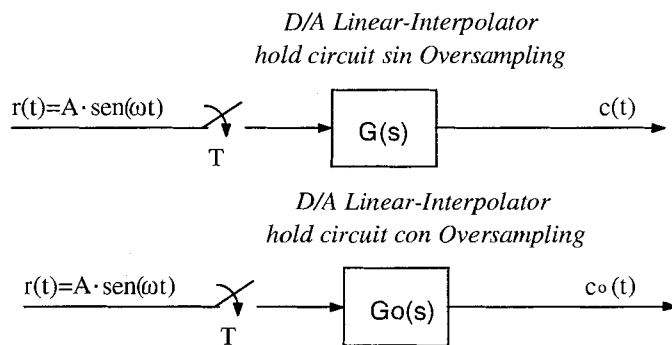 D/A Linear-Interpolator
hold circuit sin Oversampling
r(t)=A·sen(ωt)
T
G(s)
c(t)
D/A Linear-Interpolator
hold circuit con Oversampling
r(t)=A·sen(ωt)
T
Go(s)
co(t)